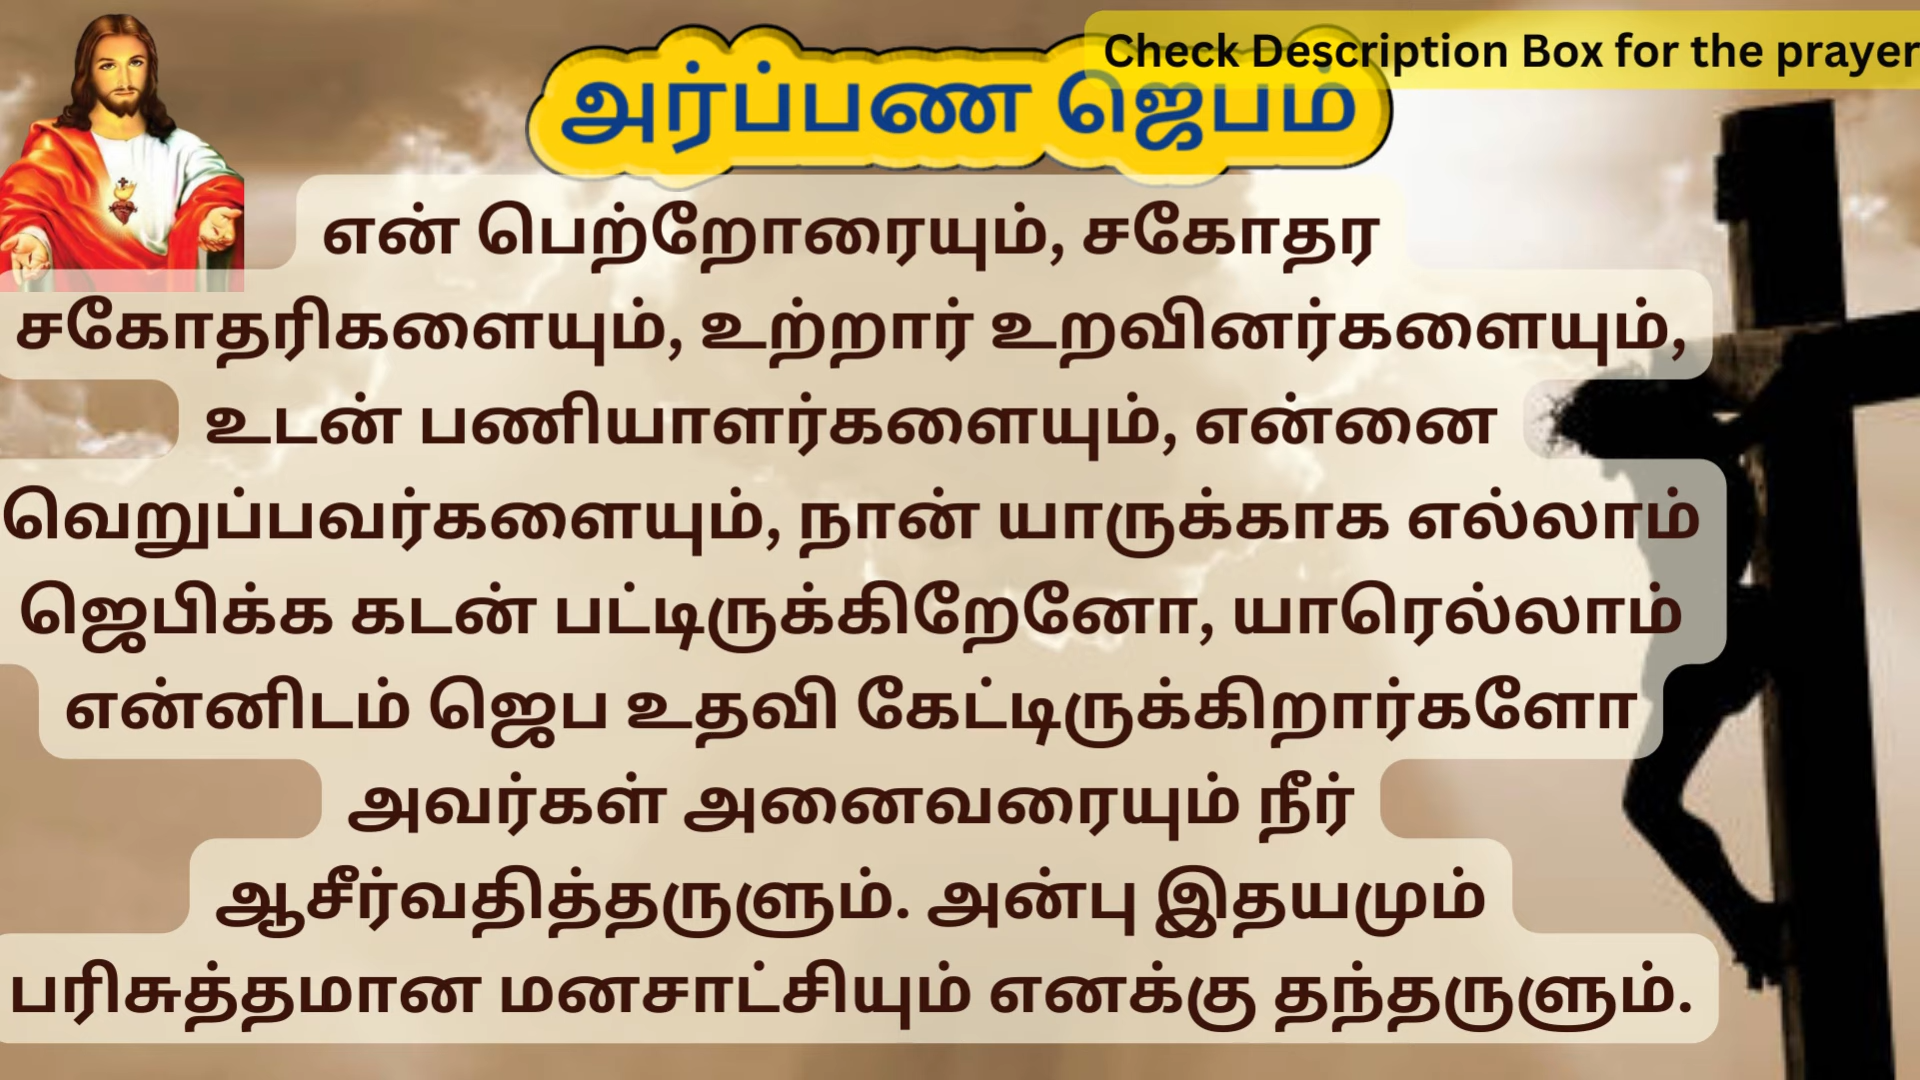 Check Description Box for the prayer
அர்ப்பண ஜெபம்
என் பெற்றோரையும், சகோதர
சகோதரிகளையும், உற்றார் உறவினர்களையும்,
உடன் பணியாளர்களையும், என்னை
வெறுப்பவர்களையும், நான் யாருக்காக எல்லாம்
ஜெபிக்க கடன் பட்டிருக்கிறேனோ, யாரெல்லாம்
என்னிடம் ஜெப உதவி கேட்டிருக்கிறார்களோ
அவர்கள் அனைவரையும் நீர்
ஆசீர்வதித்தருளும். அன்பு இதயமும்
பரிசுத்தமான மனசாட்சியும் எனக்கு தந்தருளும்.